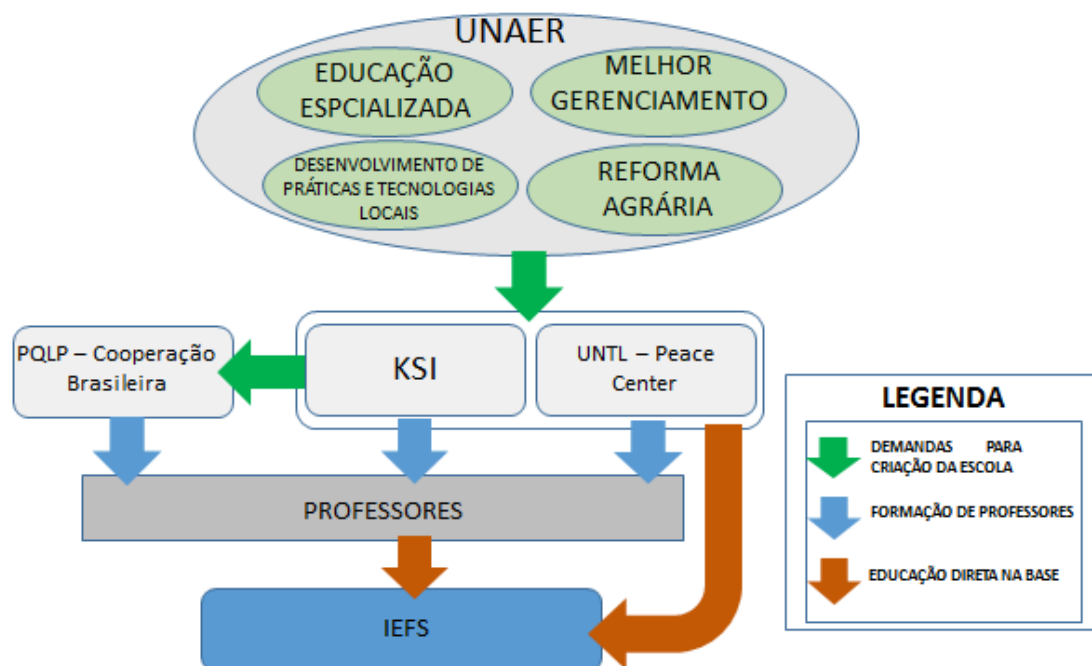 UNAER
EDUCAÇÃO
ESPCIALIZADA
MELHOR
GERENCIAMENTO
DESENVOLVIMENTO DE
PRÁTICAS E TECNOLOGIAS
LOCAIS
REFORMA
AGRÁRIA
PQLP – Cooperação
Brasileira
KSI
UNTL – Peace
Center
PROFESSORES
IEFS
LEGENDA
DEMANDAS PARA
CRIAÇÃO DA ESCOLA
FORMAÇÃO DE PROFESSORES
EDUCAÇÃO DIRETA NA BASE